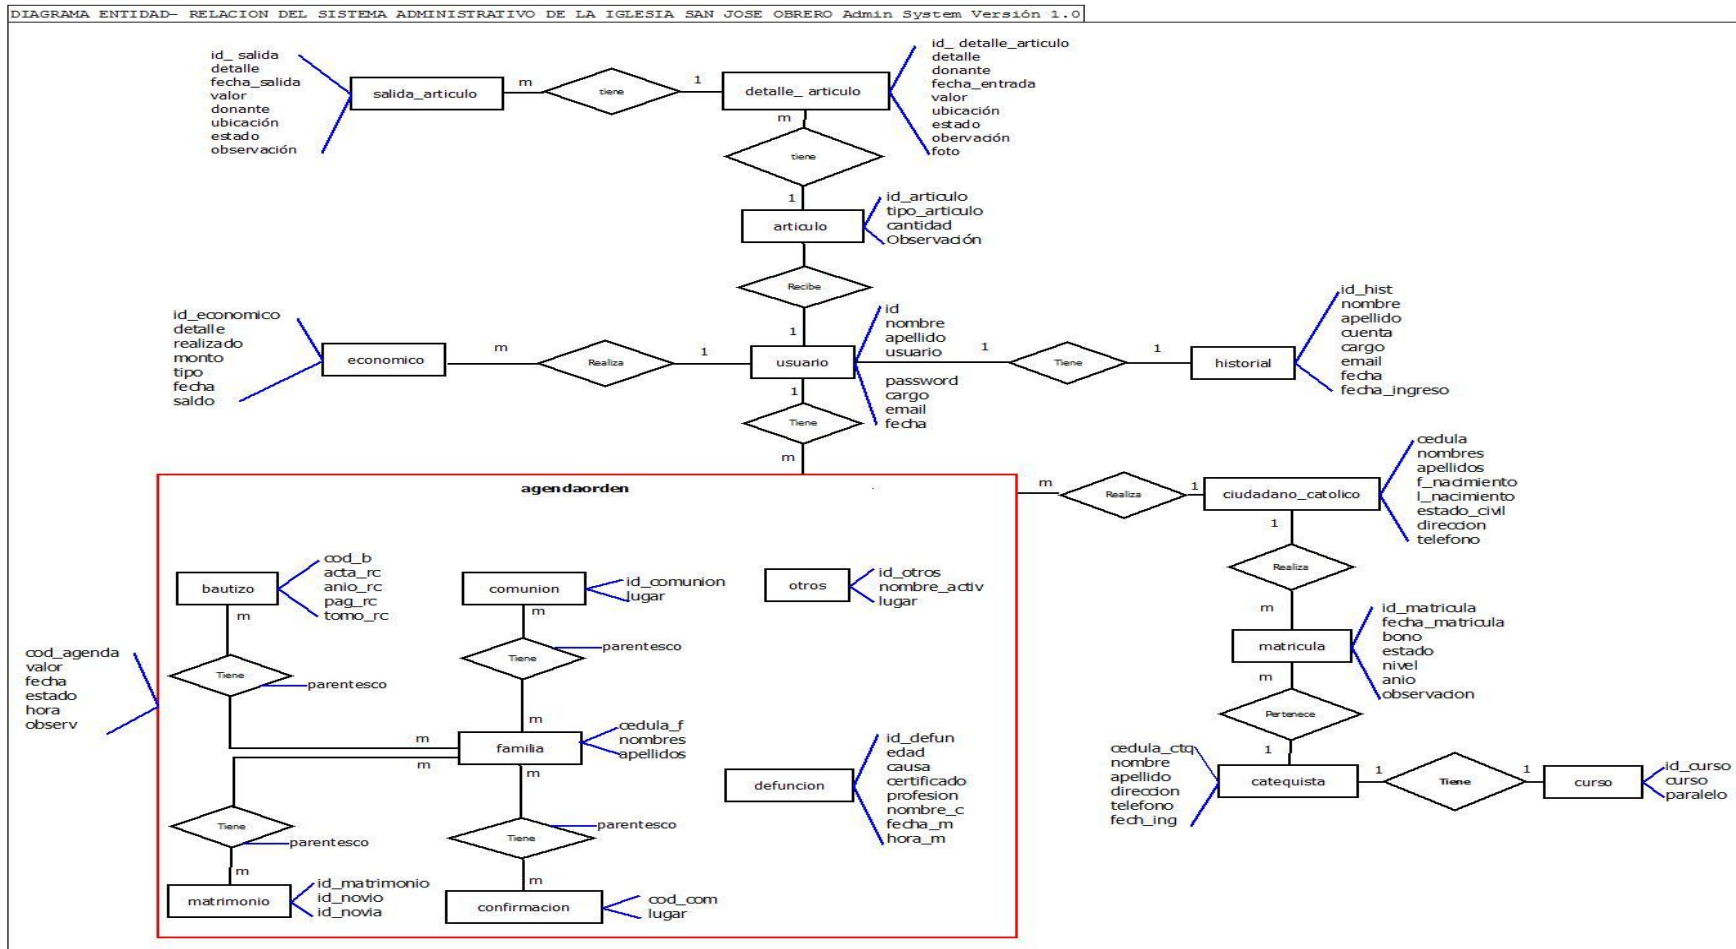 DIAGRAMA ENTIDAD- RELACION DEL SISTEMA ADMINISTRATIVO DE LA IGLESIA SAN JOSE OBRERO Admin System Versión 1.0
id_ salida
detalle
fecha_salida
valor
donante
ubicación
estado
observación
salida_articulo
m
tiene
1
detalle_ articulo
id_ detalle_articulo
detalle
donante
fecha_entrada
valor
ubicación
estado
obervación
foto
m
tiene
1
articulo
id_articulo
tipo_articulo
cantidad
Observación
Recibe
1
id_economico
detalle
realizado
monto
tipo
fecha
saldo
economico
m
Realiza
1
usuario
id
nombre
apellido
usuario
password
cargo
email
fecha
1
Tiene
1
historial
id_hist
nombre
apellido
cuenta
cargo
email
fecha
fecha_ingreso
1
Tiene
m
agendaorden
m
Realiza
1
ciudadano_catolico
cedula
nombres
apellidos
f_nacimiento
l_nacimiento
estado_civil
direccion
telefono
1
Realiza
m
matricula
id_matricula
fecha_matricula
bono
estado
nivel
anio
observacion
m
Pertenece
1
cedula_ctq
nombre
apellido
direccion
telefono
fech_ing
catequista
1
Tiene
1
curso
id_curso
curso
paralelo
cod_agenda
valor
fecha
estado
hora
observ
bautizo
cod_b
acta_rc
anio_rc
pag_rc
tomo_rc
m
Tiene
parentesco
m
comunion
id_comunion
lugar
m
Tiene
parentesco
m
otros
id_otros
nombre_activ
lugar
familia
cedula_f
nombres
apellidos
m
Tiene
parentesco
m
matrimonio
id_matrimonio
id_novio
id_novia
m
Tiene
parentesco
m
confirmacion
cod_com
lugar
defuncion
id_defun
edad
causa
certificado
profesion
nombre_c
fecha_m
hora_m